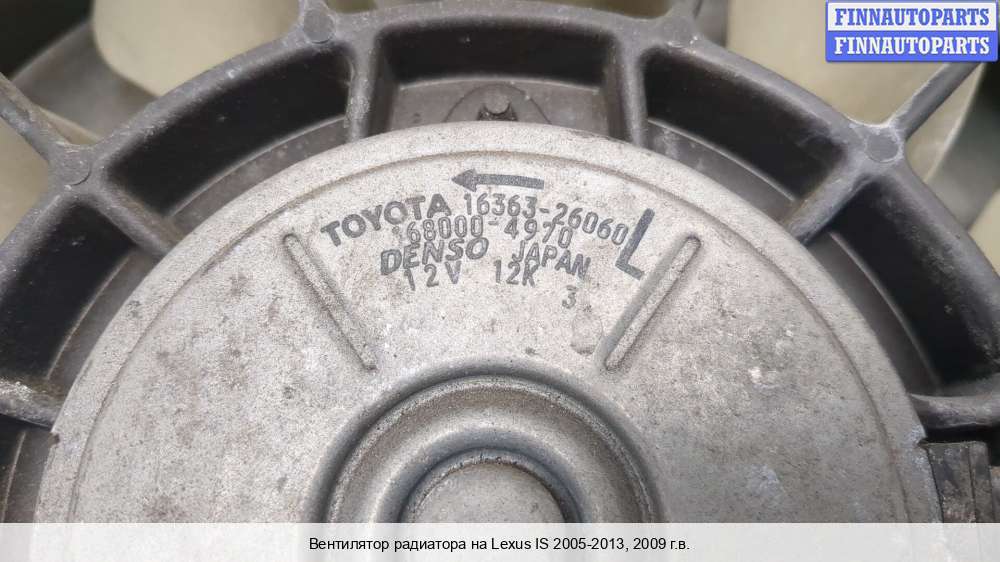 FINNAUTOPARTS
FINNAUTOPARTS
TOYOTA 16363-26060 L
168000-4970
DENSO JAPAN
12V 12K 3
Вентилятор радиатора на Lexus IS 2005-2013, 2009 г.в.